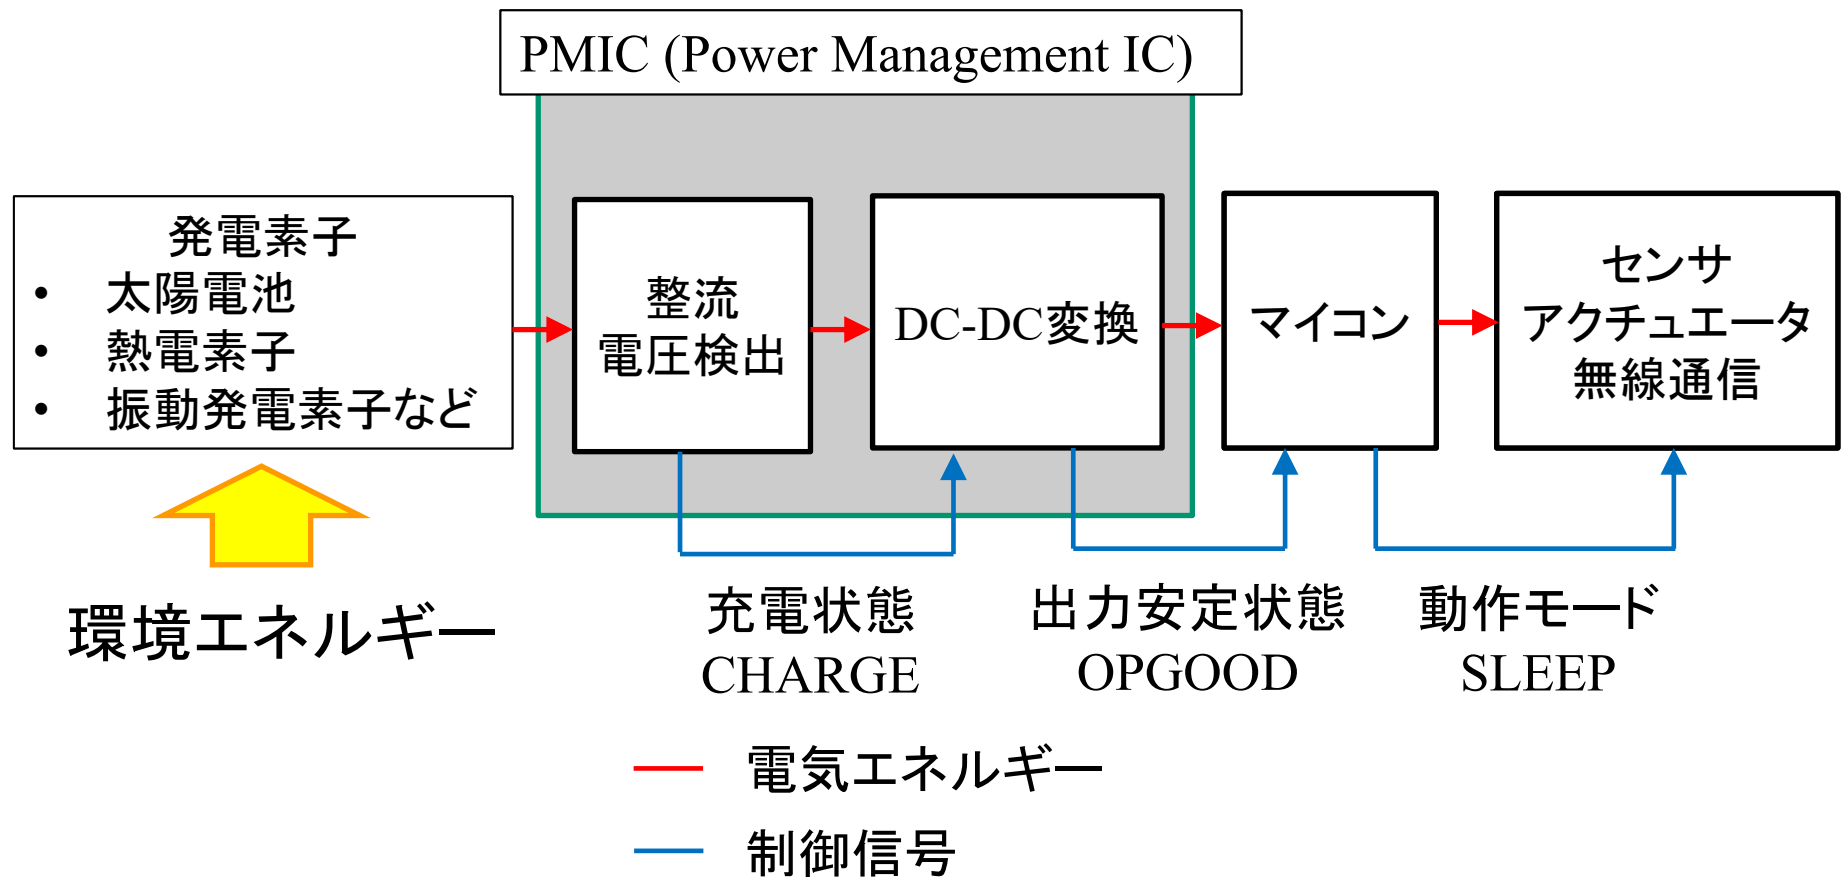 PMIC (Power Management IC)
発電素子
• 太陽電池
• 熱電素子
• 振動発電素子など
整流
電圧検出
DC-DC変換
マイコン
センサ
アクチュエータ
無線通信
環境エネルギー
充電状態
CHARGE
出力安定状態
OPGOOD
動作モード
SLEEP
電気エネルギー
制御信号